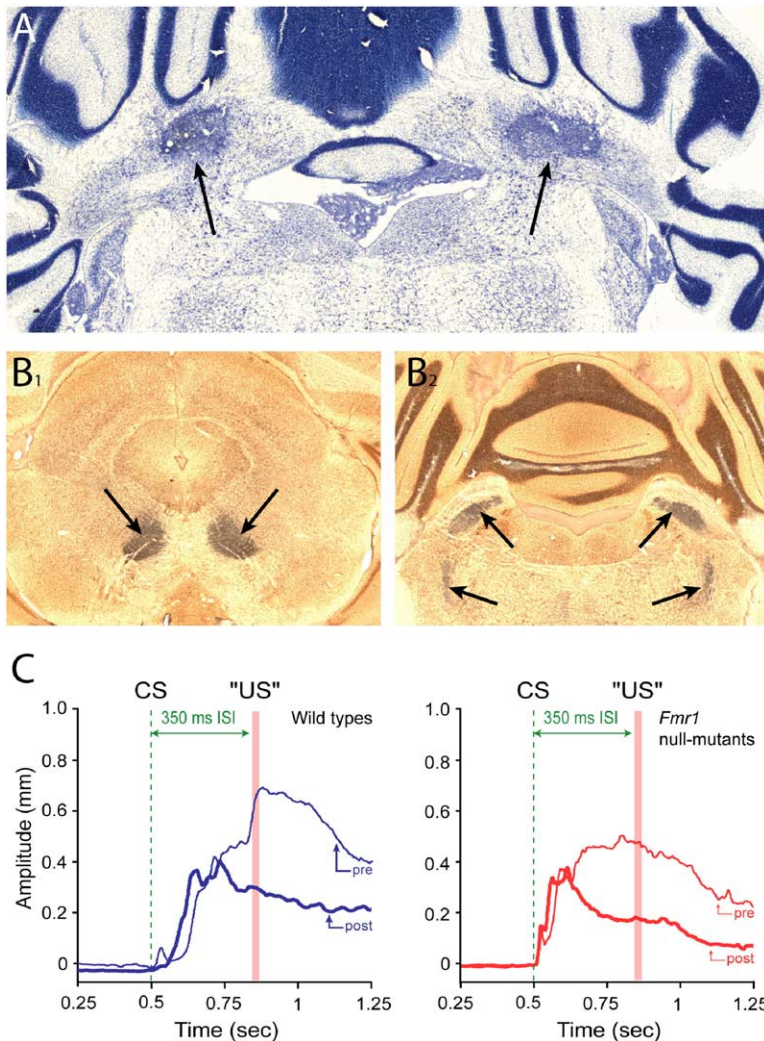 A
B1
B2
C
CS
"US"
350 ms ISI
Wild types
1.0
0.8
0.6
0.4
0.2
0
Amplitude (mm)
pre
post
0.25
0.5
0.75
1
1.25
Time (sec)
CS
"US"
350 ms ISI
Fmr1
null-mutants
1.0
0.8
0.6
0.4
0.2
0
pre
post
0.25
0.5
0.75
1
1.25
Time (sec)